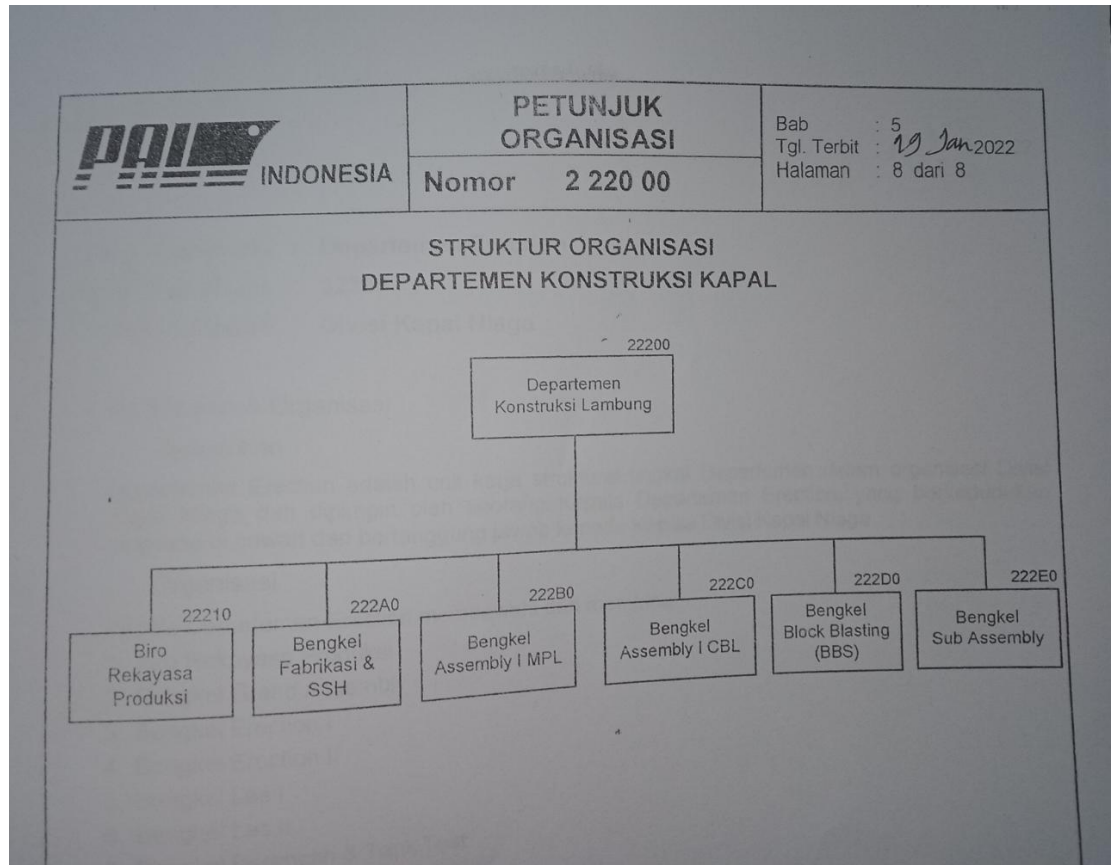 PAL INDONESIA
PETUNJUK
ORGANISASI
Nomor 2 220 00
Bab : 5
Tgl. Terbit : 19 Jan 2022
Halaman : 8 dari 8
STRUKTUR ORGANISASI
DEPARTEMEN KONSTRUKSI KAPAL
22200
Departemen
Konstruksi Lambung
22210
Biro
Rekayasa
Produksi
222A0
Bengkel
Fabrikasi &
SSH
222B0
Bengkel
Assembly I MPL
222C0
Bengkel
Assembly I CBL
222D0
Bengkel
Block Blasting
(BBS)
222E0
Bengkel
Sub Assembly